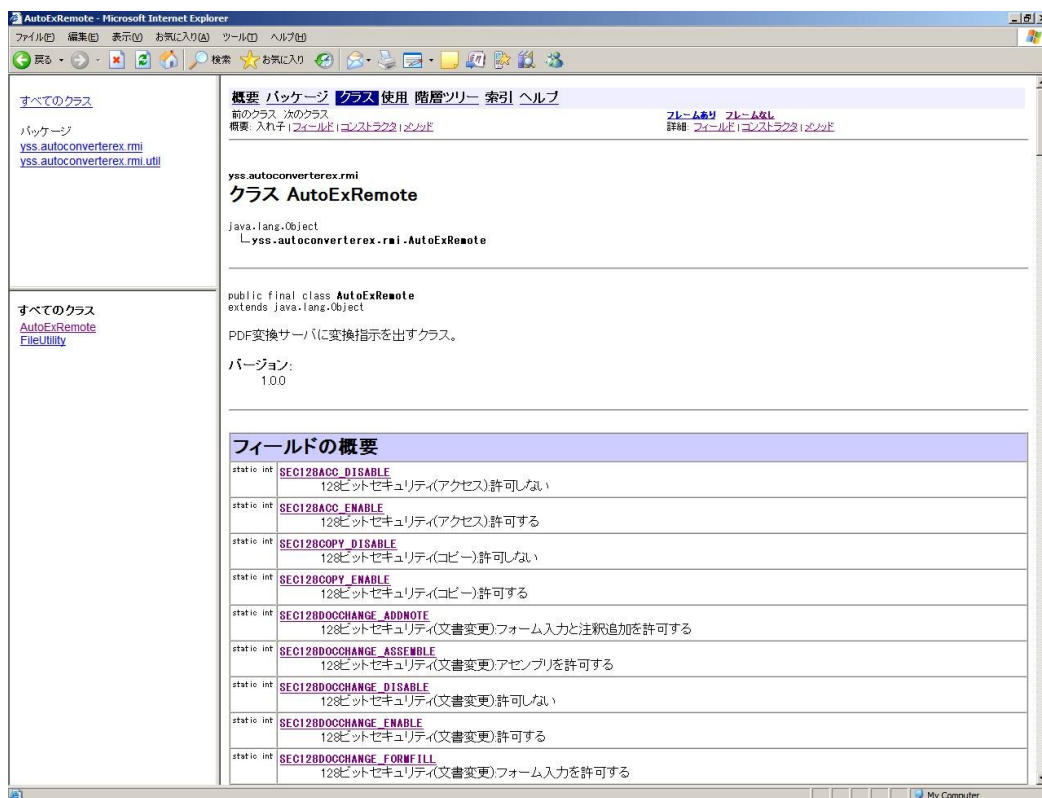 AutoExRemote - Microsoft Internet Explorer
ファイル(F) 編集(E) 表示(V) お気に入り(A) ツール(T) ヘルプ(H)
戻る 検索 お気に入り
すべてのクラス
パッケージ
yss.autoconverterex.rmi
yss.autoconverterex.rmi.util
すべてのクラス
AutoExRemote
FileUtility
概要 パッケージ クラス 使用 階層ツリー 索引 ヘルプ
前のクラス 次のクラス フレームあり フレームなし
概要: 入れ子 | フィールド | コンストラクタ | メソッド 詳細: フィールド | コンストラクタ | メソッド
yss.autoconverterex.rmi
クラス AutoExRemote
java.lang.Object
yss.autoconverterex.rmi.AutoExRemote
public final class AutoExRemote
extends java.lang.Object
PDF変換サーバに変換指示を出すクラス。
バージョン:
1.0.0
フィールドの概要
static int SEC128ACC_DISABLE
128ビットセキュリティ(アクセス):許可しない
static int SEC128ACC_ENABLE
128ビットセキュリティ(アクセス):許可する
static int SEC128COPY_DISABLE
128ビットセキュリティ(コピー):許可しない
static int SEC128COPY_ENABLE
128ビットセキュリティ(コピー):許可する
static int SEC128DOCCHANGE_ADDNOTE
128ビットセキュリティ(文書変更):フォーム入力と注釈追加を許可する
static int SEC128DOCCHANGE_ASSEMBLE
128ビットセキュリティ(文書変更):アセンブリを許可する
static int SEC128DOCCHANGE_DISABLE
128ビットセキュリティ(文書変更):許可しない
static int SEC128DOCCHANGE_ENABLE
128ビットセキュリティ(文書変更):許可する
static int SEC128DOCCHANGE_FORMFILL
128ビットセキュリティ(文書変更):フォーム入力を許可する
My Computer